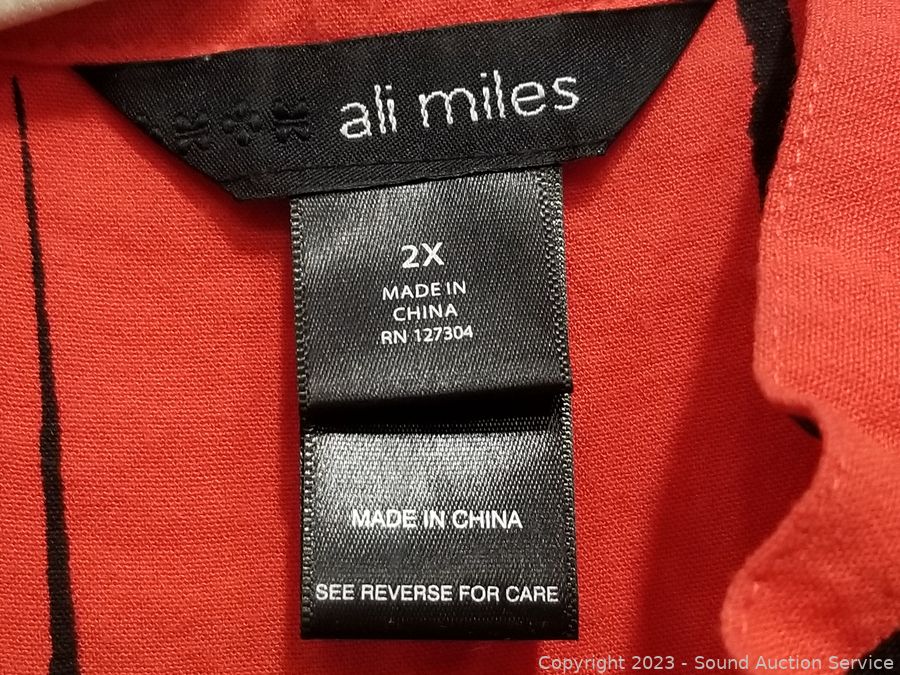 ali miles
2X
MADE IN
CHINA
RN 127304
MADE IN CHINA
SEE REVERSE FOR CARE
Copyright 2023 - Sound Auction Service